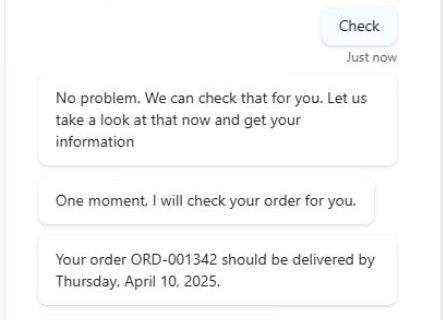 Check
Just now
No problem. We can check that for you. Let us
take a look at that now and get your
information
One moment, I will check your order for you.
Your order ORD-001342 should be delivered by
Thursday, April 10, 2025.